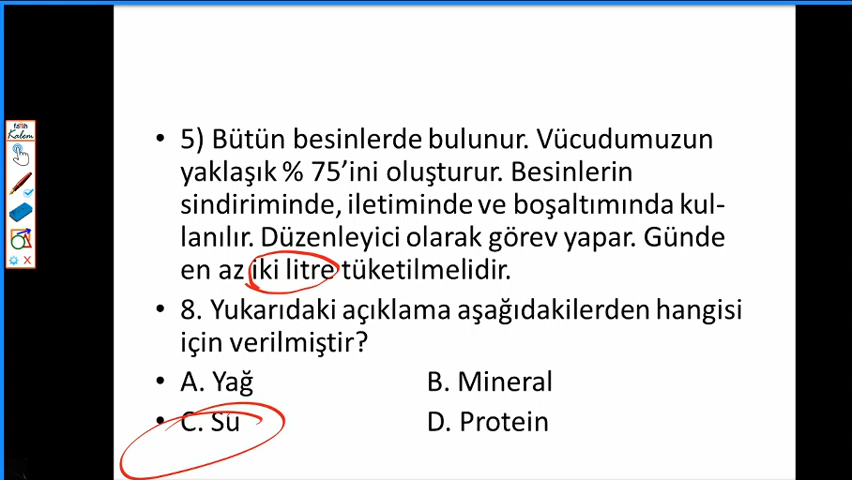 fatih
Kalem
• 5) Bütün besinlerde bulunur. Vücudumuzun
yaklaşık % 75’ini oluşturur. Besinlerin
sindiriminde, iletiminde ve boşaltımında kul-
lanılır. Düzenleyici olarak görev yapar. Günde
en az iki litre tüketilmelidir.
• 8. Yukarıdaki açıklama aşağıdakilerden hangisi
için verilmiştir?
• A. Yağ B. Mineral
• C. Su D. Protein